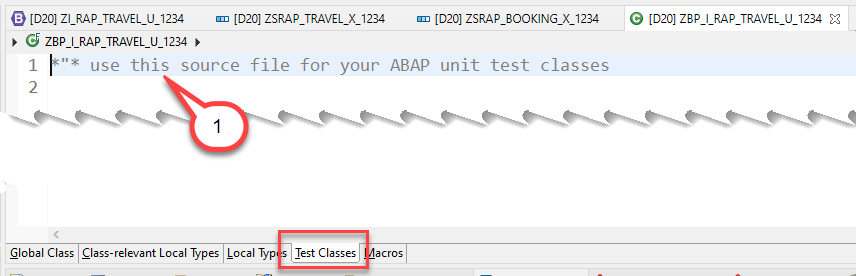 [D20] ZI_RAP_TRAVEL_U_1234 [D20] ZSRAP_TRAVEL_X_1234 [D20] ZSRAP_BOOKING_X_1234 [D20] ZBP_I_RAP_TRAVEL_U_1234
ZBP_I_RAP_TRAVEL_U_1234
1 *"* use this source file for your ABAP unit test classes
2
1
Global Class Class-relevant Local Types Local Types Test Classes Macros